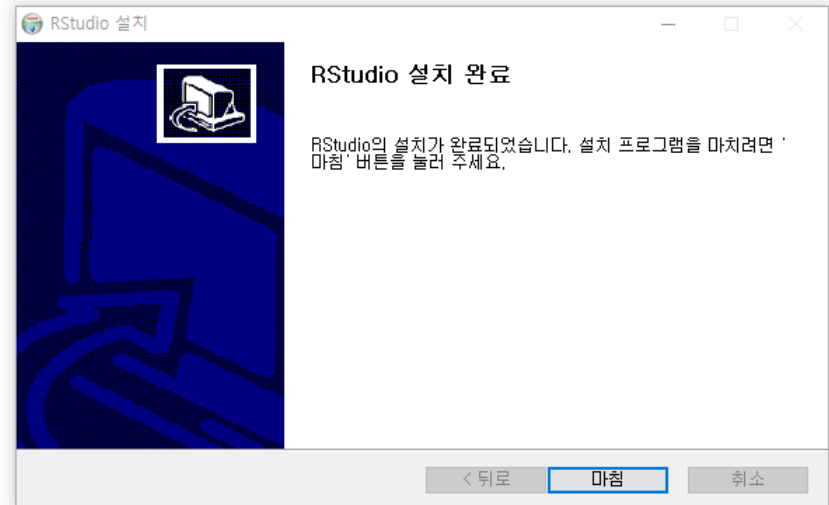 RStudio 설치
RStudio 설치 완료
RStudio의 설치가 완료되었습니다. 설치 프로그램을 마치려면 '
마침' 버튼을 눌러 주세요.
< 뒤로
마침
취소